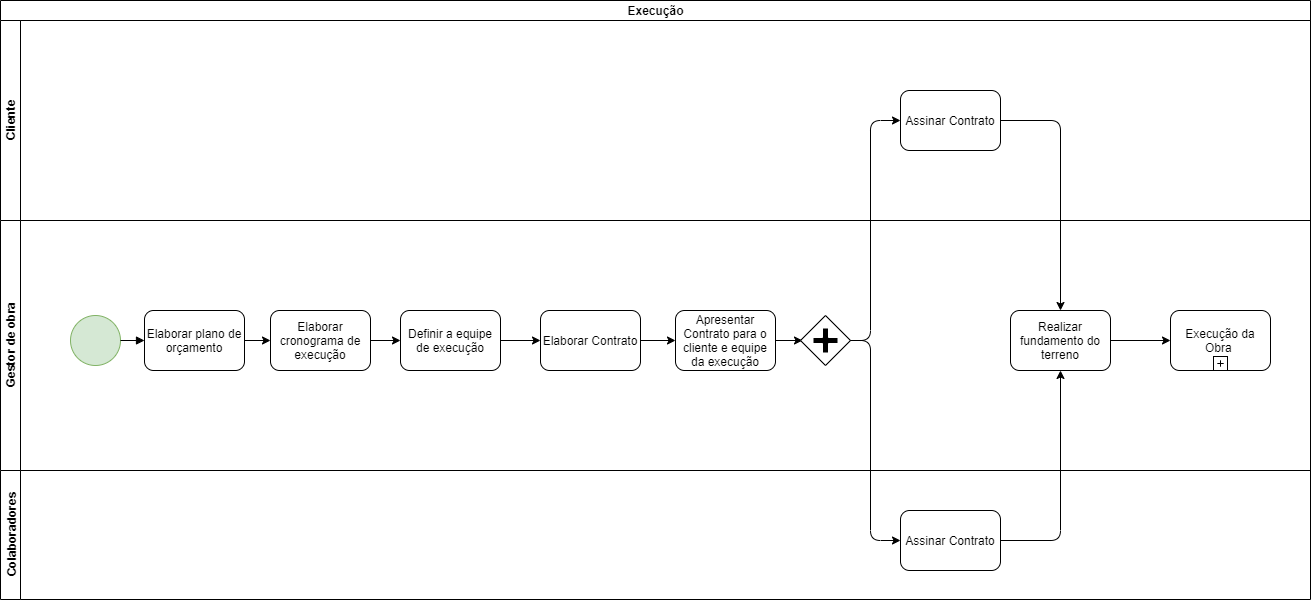 Execução
Cliente
Assinar Contrato
Gestor de obra
Elaborar plano de
orçamento
Elaborar
cronograma de
execução
Definir a equipe
de execução
Elaborar Contrato
Apresentar
Contrato para o
cliente e equipe
da execução
Realizar
fundamento do
terreno
Execução da
Obra
Colaboradores
Assinar Contrato